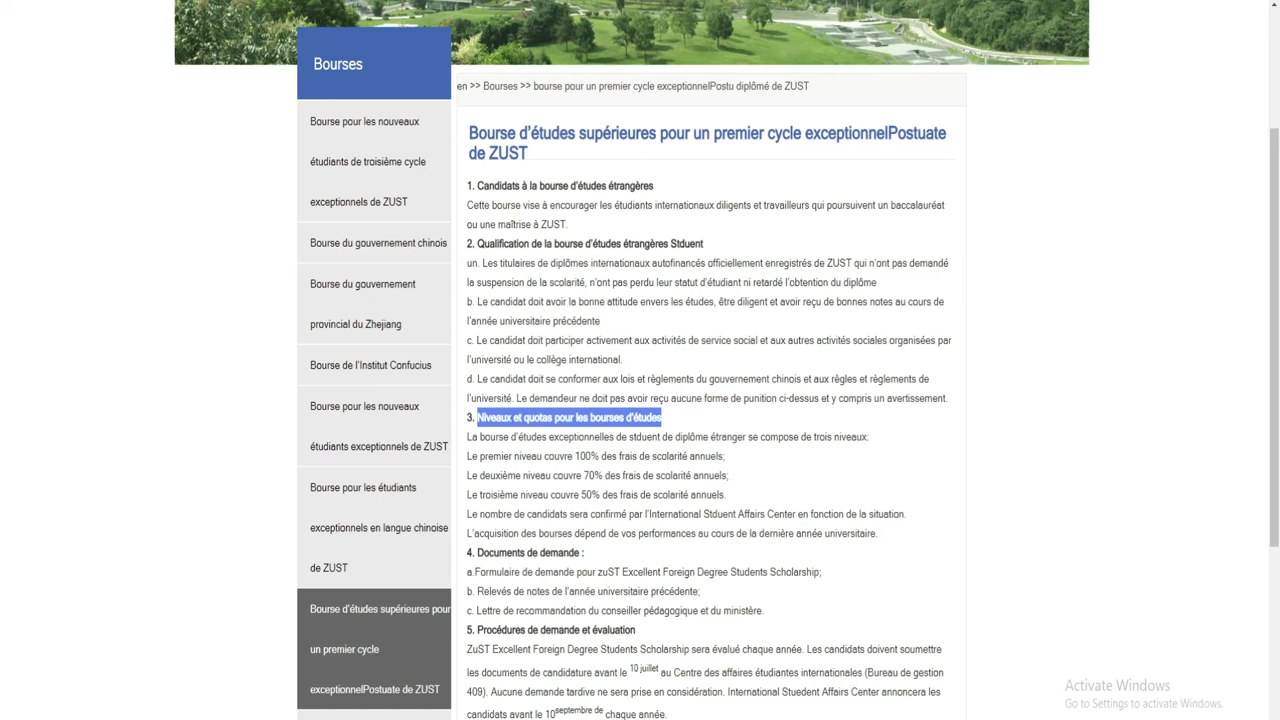 Bourses
Bourse pour les nouveaux
étudiants de troisième cycle
exceptionnels de ZUST
Bourse du gouvernement chinois
Bourse du gouvernement
provincial du Zhejiang
Bourse de l'Institut Confucius
Bourse pour les nouveaux
étudiants exceptionnels de ZUST
Bourse pour les étudiants
exceptionnels en langue chinoise
de ZUST
Bourse d'études supérieures pour
un premier cycle
exceptionnelPostuate de ZUST
en >> Bourses >> bourse pour un premier cycle exceptionnelPostu diplômé de ZUST
Bourse d'études supérieures pour un premier cycle exceptionnelPostuate
de ZUST
1. Candidats à la bourse d'études étrangères
Cette bourse vise à encourager les étudiants internationaux diligents et travailleurs qui poursuivent un baccalauréat
ou une maîtrise à ZUST.
2. Qualification de la bourse d'études étrangères Stduent
un. Les titulaires de diplômes internationaux autofinancés officiellement enregistrés de ZUST qui n'ont pas demandé
la suspension de la scolarité, n'ont pas perdu leur statut d'étudiant ni retardé l'obtention du diplôme
b. Le candidat doit avoir la bonne attitude envers les études, être diligent et avoir reçu de bonnes notes au cours de
l'année universitaire précédente
c. Le candidat doit participer activement aux activités de service social et aux autres activités sociales organisées par
l'université ou le collège international.
d. Le candidat doit se conformer aux lois et règlements du gouvernement chinois et aux règles et règlements de
l'université. Le demandeur ne doit pas avoir reçu aucune forme de punition ci-dessus et y compris un avertissement.
3. Niveaux et quotas pour les bourses d'études
La bourse d'études exceptionnelles de stduent de diplôme étranger se compose de trois niveaux:
Le premier niveau couvre 100% des frais de scolarité annuels;
Le deuxième niveau couvre 70% des frais de scolarité annuels;
Le troisième niveau couvre 50% des frais de scolarité annuels.
Le nombre de candidats sera confirmé par l'International Stduent Affairs Center en fonction de la situation.
L'acquisition des bourses dépend de vos performances au cours de la dernière année universitaire.
4. Documents de demande :
a.Formulaire de demande pour zuST Excellent Foreign Degree Students Scholarship;
b. Relevés de notes de l'année universitaire précédente;
c. Lettre de recommandation du conseiller pédagogique et du ministère.
5. Procédures de demande et évaluation
ZuST Excellent Foreign Degree Students Scholarship sera évalué chaque année. Les candidats doivent soumettre
les documents de candidature avant le 10 juillet au Centre des affaires étudiantes internationales (Bureau de gestion
409). Aucune demande tardive ne sera prise en considération. International Stuedent Affairs Center annoncera les
candidats avant le 10septembre de chaque année.
Activate Windows
Go to Settings to activate Windows.